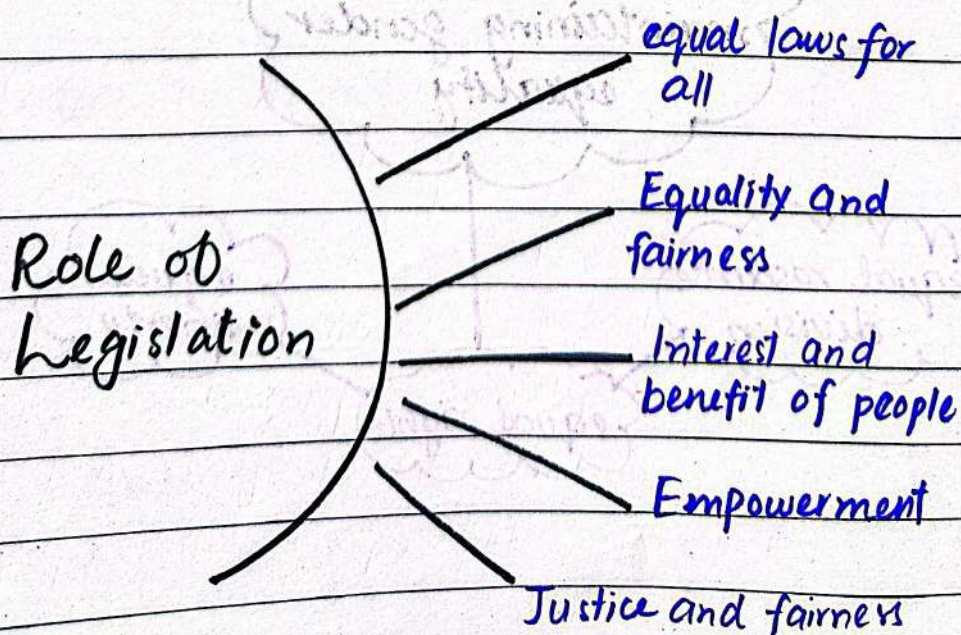 equal laws for
all
Equality and
fairness
Role of
Legislation
Interest and
benefit of people
Empowerment
Justice and fairness